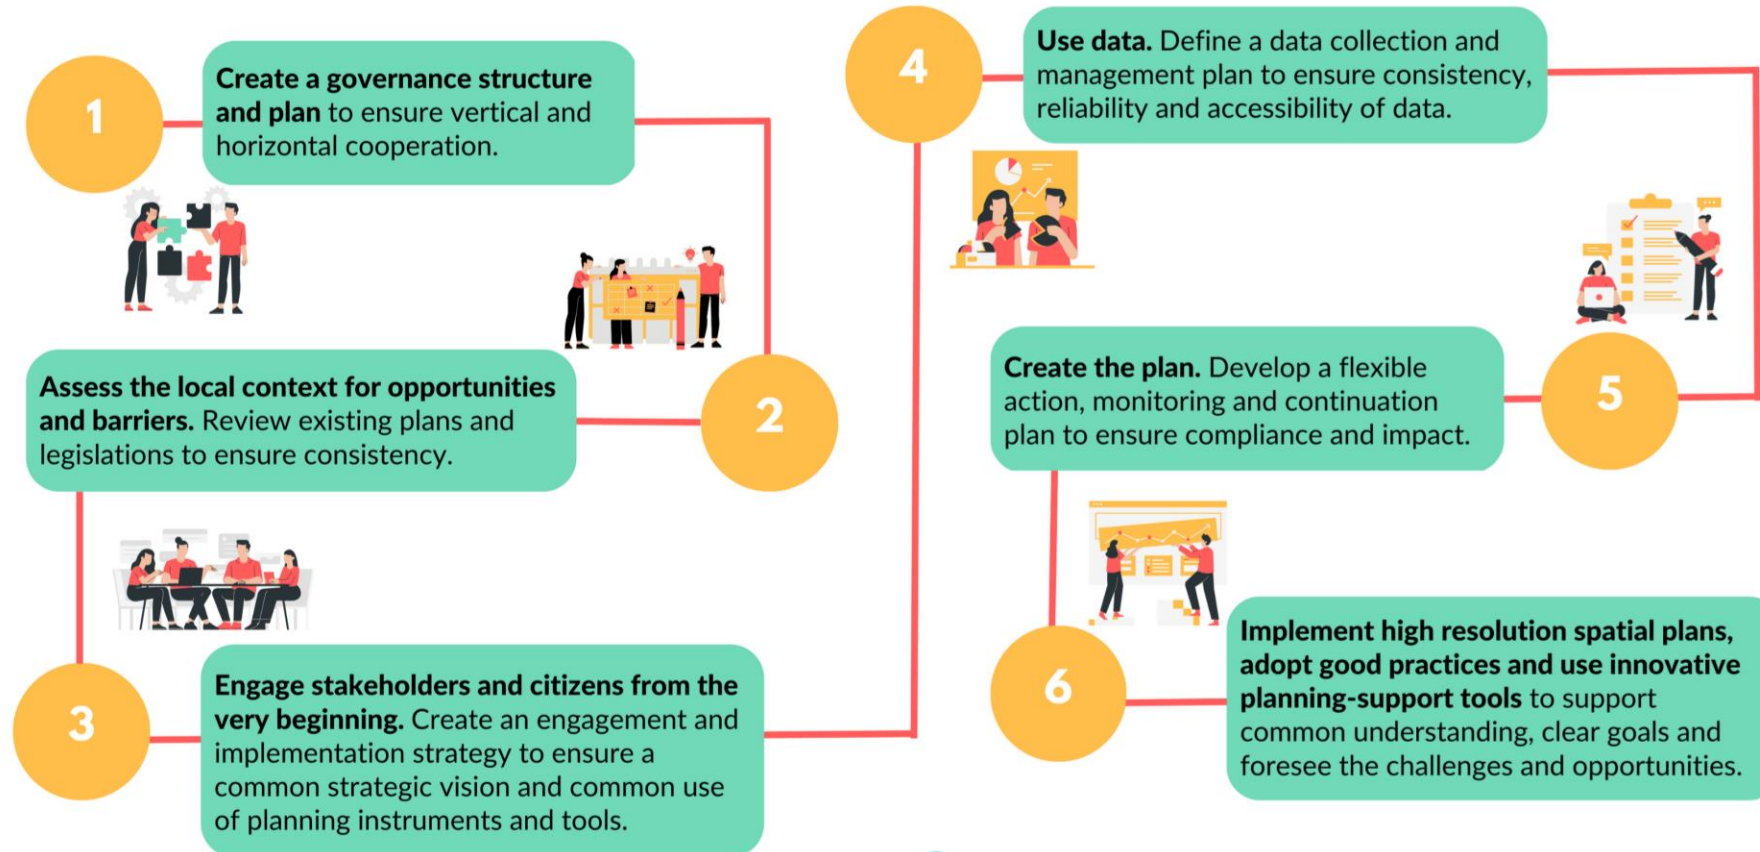 1
Create a governance structure
and plan to ensure vertical and
horizontal cooperation.
2
Assess the local context for opportunities
and barriers. Review existing plans and
legislations to ensure consistency.
3
Engage stakeholders and citizens from the
very beginning. Create an engagement and
implementation strategy to ensure a
common strategic vision and common use
of planning instruments and tools.
4
Use data. Define a data collection and
management plan to ensure consistency,
reliability and accessibility of data.
5
Create the plan. Develop a flexible
action, monitoring and continuation
plan to ensure compliance and impact.
6
Implement high resolution spatial plans,
adopt good practices and use innovative
planning-support tools to support
common understanding, clear goals and
foresee the challenges and opportunities.